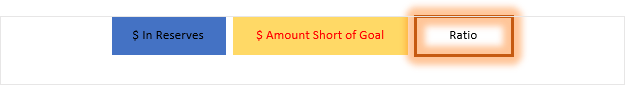 $ In Reserves $ Amount Short of Goal Ratio